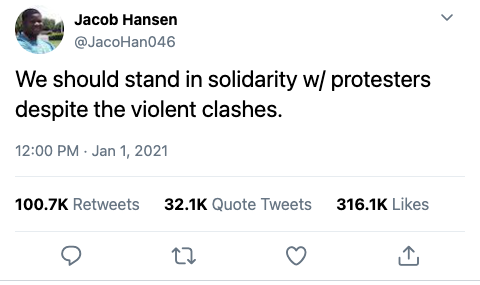 Jacob Hansen
@JacoHan046
We should stand in solidarity w/ protesters
despite the violent clashes.
12:00 PM · Jan 1, 2021
100.7K Retweets 32.1K Quote Tweets 316.1K Likes